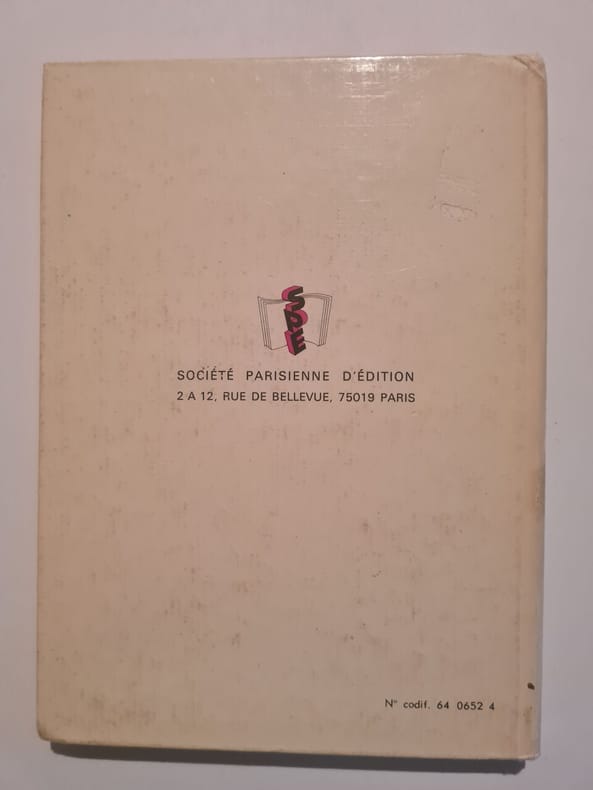 SPE
SOCIÉTÉ PARISIENNE D'ÉDITION
2 A 12, RUE DE BELLEVUE, 75019 PARIS
N° codif. 64 0652 4